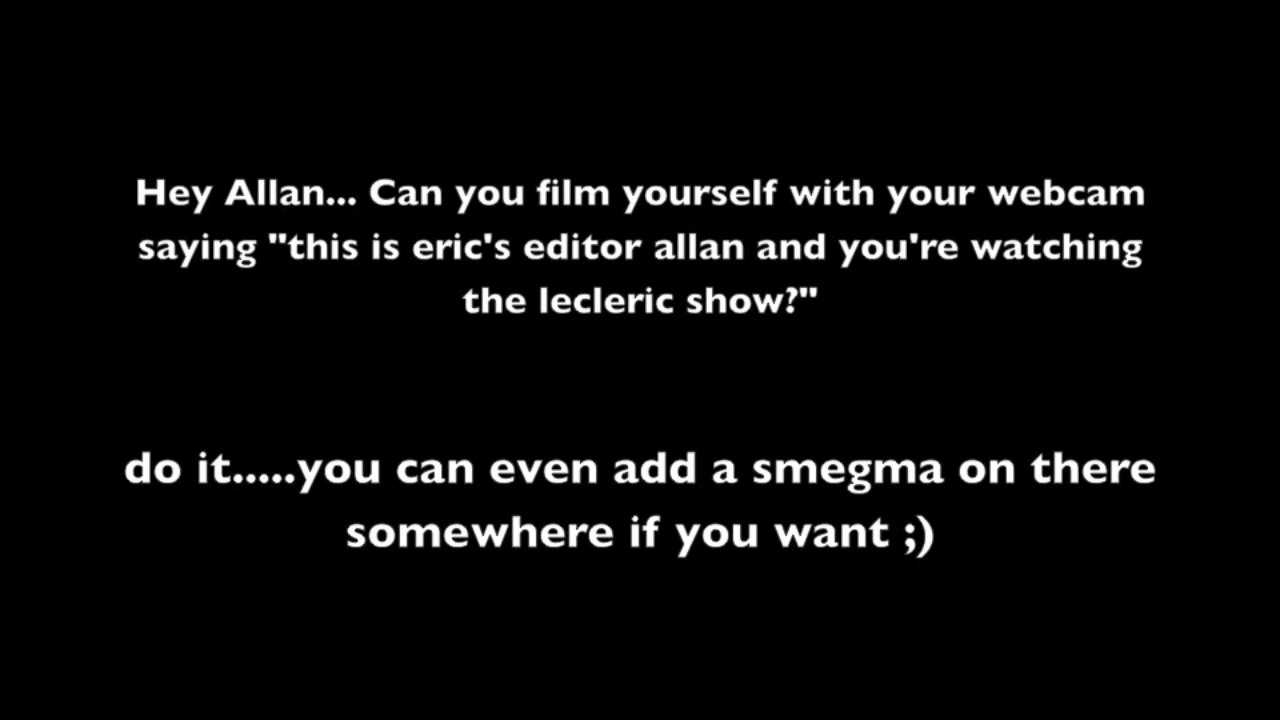 Hey Allan... Can you film yourself with your webcam
saying "this is eric's editor allan and you're watching
the lecleric show?"
do it.....you can even add a smegma on there
somewhere if you want ;)